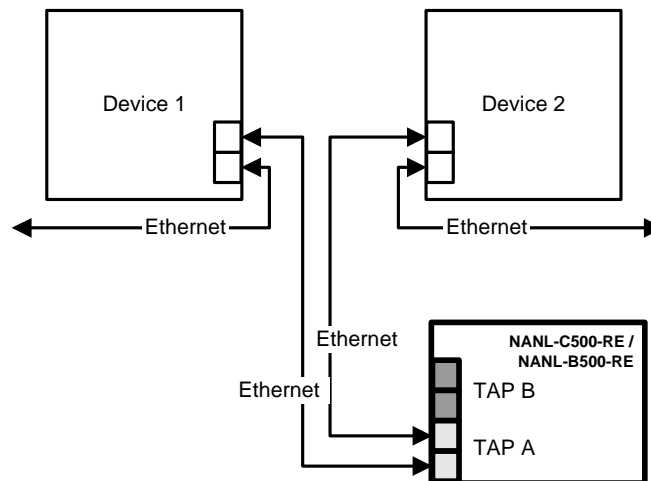 Device 1
Device 2
Ethernet
Ethernet
Ethernet
Ethernet
NANL-C500-RE /
NANL-B500-RE
TAP B
TAP A